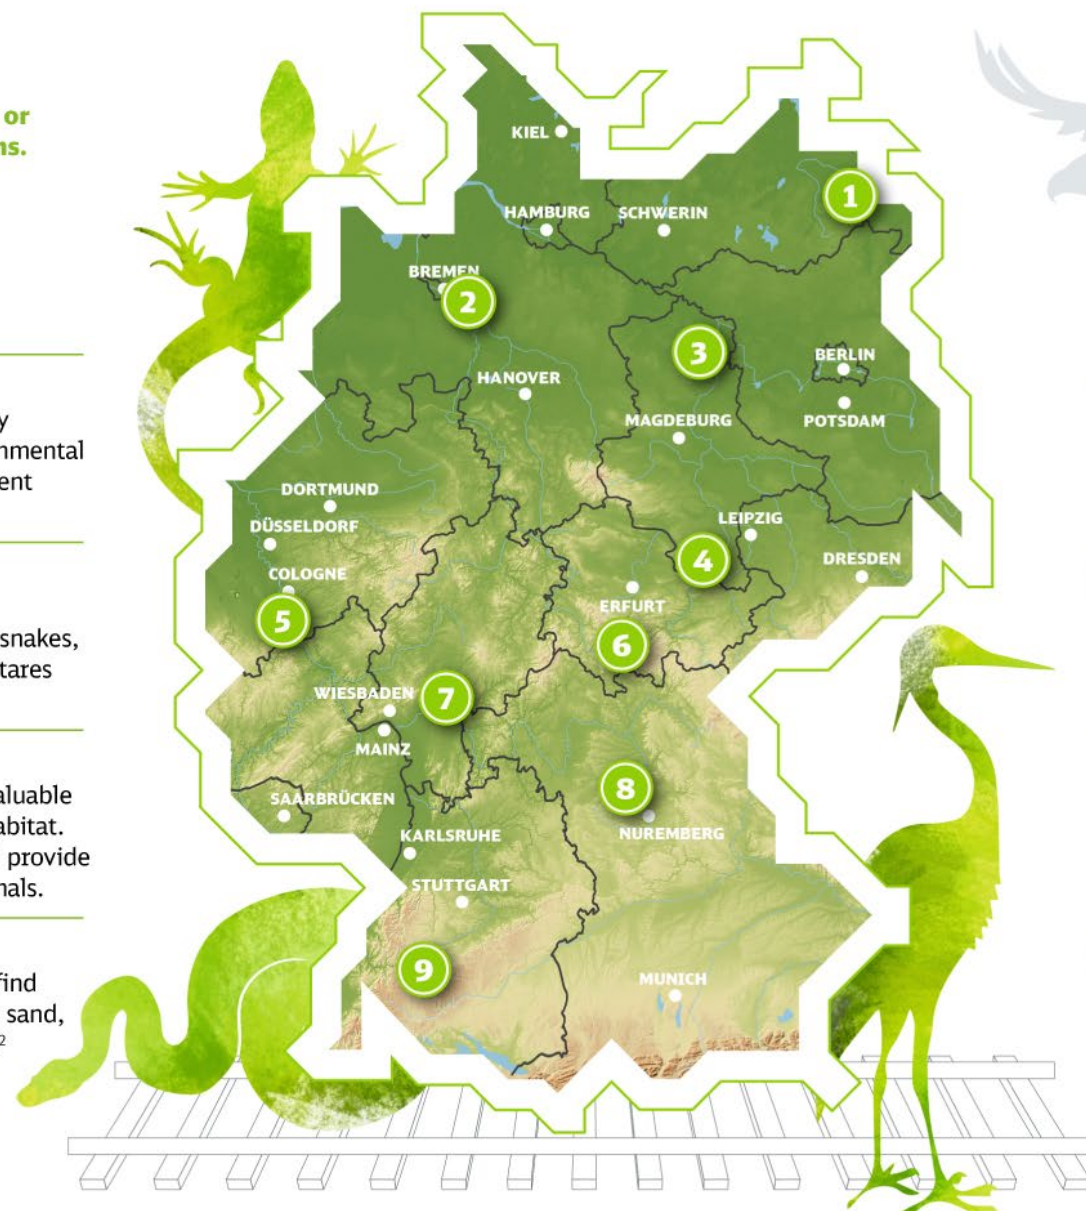 or
ns.
y
nmental
ent
snakes,
tares
aluable
abitat.
provide
nals.
find
sand,
2
KIEL
1
HAMBURG
SCHWERIN
BREMEN
2
3
BERLIN
HANOVER
POTSDAM
MAGDEBURG
DORTMUND
LEIPZIG
DÜSSELDORF
4
DRESDEN
COLOGNE
ERFURT
5
6
WIESBADEN
7
MAINZ
8
SAARBRÜCKEN
NUREMBERG
KARLSRUHE
STUTTGART
9
MUNICH